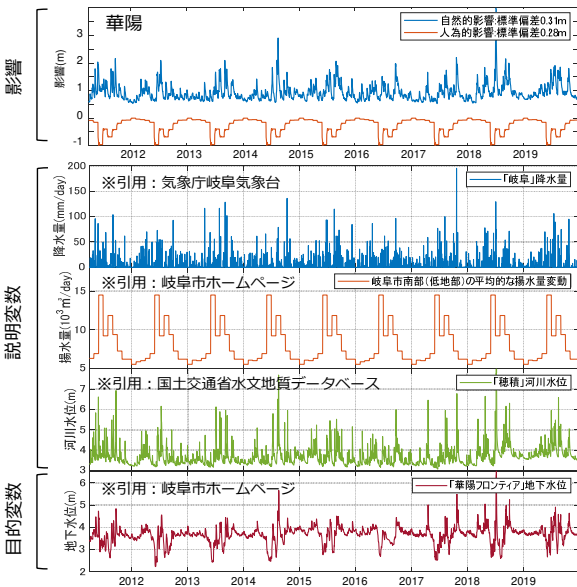 影響
華陽
自然的影響:標準偏差0.31m
人為的影響:標準偏差0.28m
影響(m)
3
2
1
0
-1
2012 2013 2014 2015 2016 2017 2018 2019
説明変数
※引用：気象庁岐阜気象台
「岐阜」降水量
降水量(mm/day)
200
150
100
50
0
※引用：岐阜市ホームページ
岐阜市南部(低地部)の平均的な揚水量変動
揚水量(10³㎥/day)
15
10
5
※引用：国土交通省水文地質データベース
「穂積」河川水位
河川水位(m)
7
6
5
4
3
目的変数
※引用：岐阜市ホームページ
「華陽フロンティア」地下水位
地下水位(m)
6
5
4
3
2
2012 2013 2014 2015 2016 2017 2018 2019